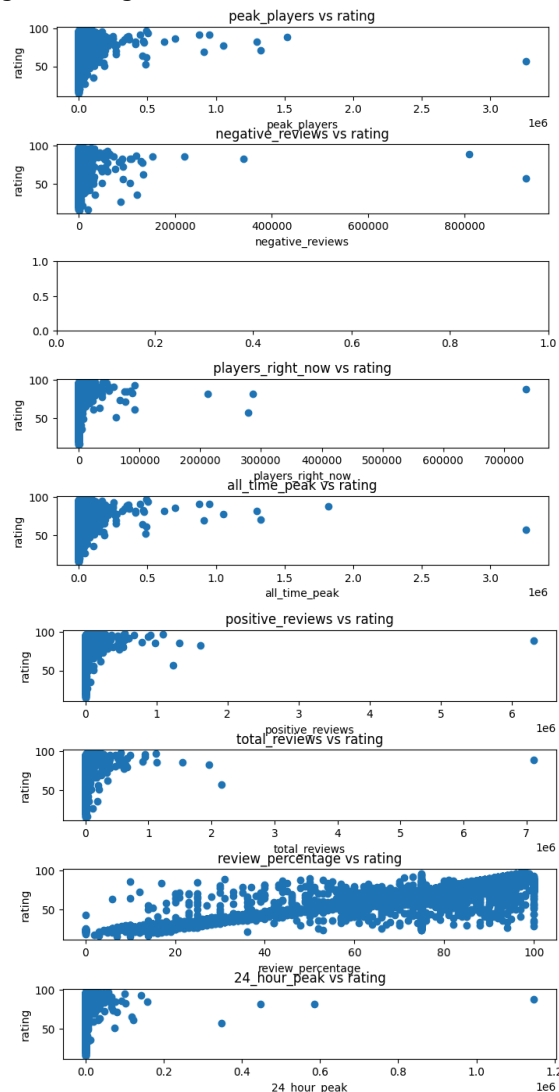 peak_players vs rating
100
50
rating
0.0 0.5 1.0 1.5 2.0 2.5 3.0
1e6
peak_players
negative_reviews vs rating
100
50
rating
0 200000 400000 600000 800000
negative_reviews
1.0
0.5
0.0
0.0 0.2 0.4 0.6 0.8 1.0
players_right_now vs rating
100
50
rating
0 100000 200000 300000 400000 500000 600000 700000
players_right_now
all_time_peak vs rating
100
50
rating
0.0 0.5 1.0 1.5 2.0 2.5 3.0
1e6
all_time_peak
positive_reviews vs rating
100
50
rating
0 1 2 3 4 5 6
1e6
positive_reviews
total_reviews vs rating
100
50
rating
0 1 2 3 4 5 6 7
1e6
total_reviews
review_percentage vs rating
100
50
rating
0 20 40 60 80 100
review_percentage
24_hour_peak vs rating
100
50
rating
0.0 0.2 0.4 0.6 0.8 1.0 1.2
1e6
24_hour_peak